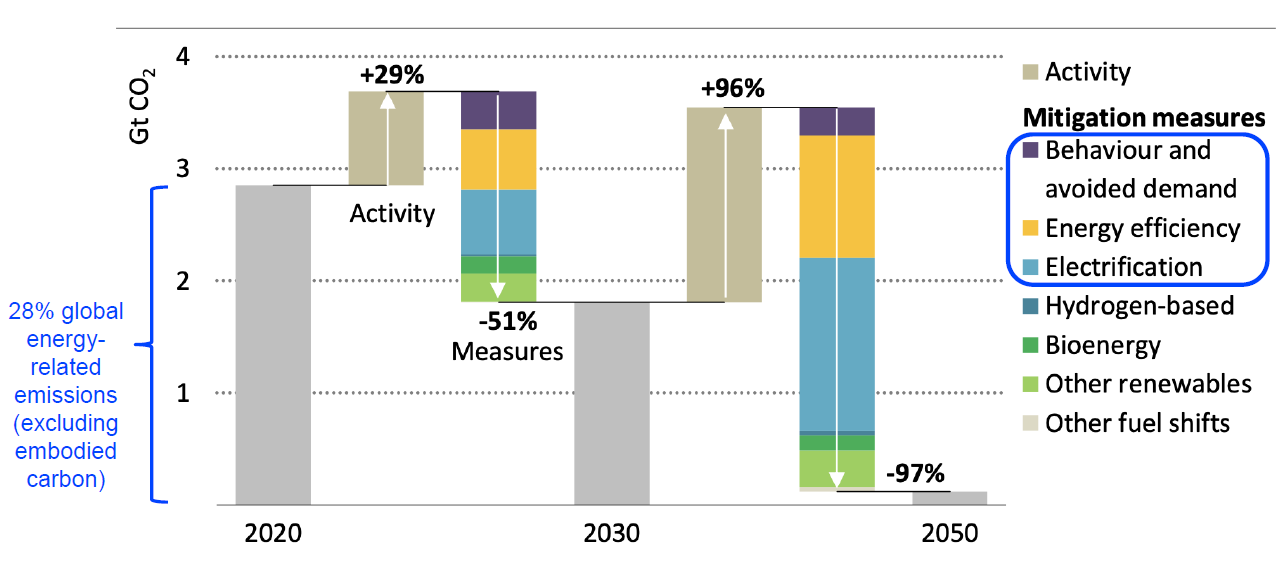 4
3
2
1
Gt CO₂
28% global
energy-
related
emissions
(excluding
embodied
carbon)
+29%
Activity
-51%
Measures
+96%
-97%
2020
2030
2050
Activity
Mitigation measures
Behaviour and
avoided demand
Energy efficiency
Electrification
Hydrogen-based
Bioenergy
Other renewables
Other fuel shifts